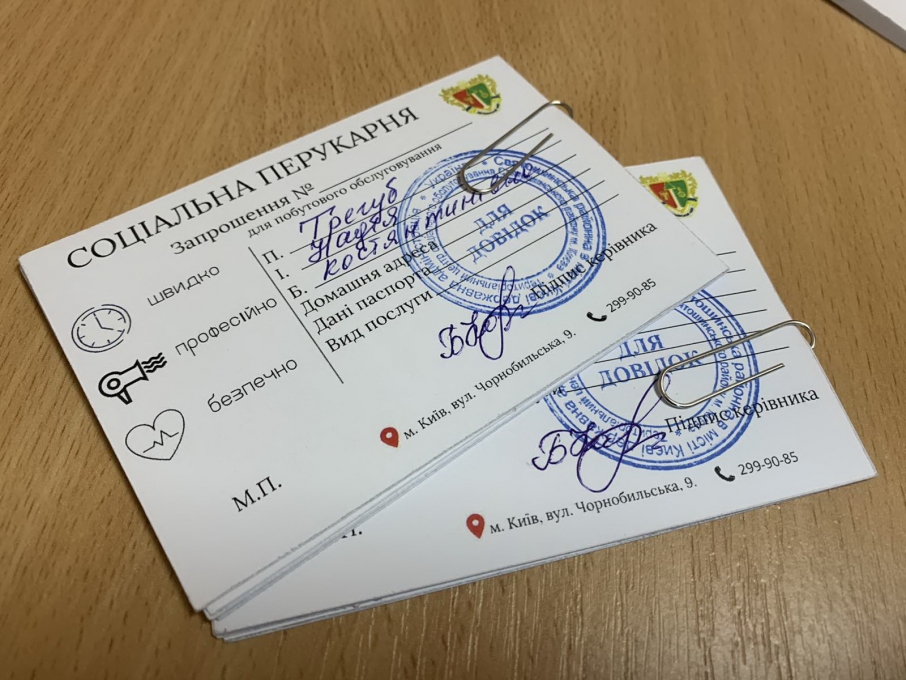 СОЦІАЛЬНА ПЕРУКАРНЯ
Запрошення №
для побутового обслуговування
швидко
професійно
безпечно
П. Трегуб
І. Надія
Б. Костянтинівна
Домашня адреса
Дані паспорта
Вид послуги
Підпис керівника
ДЛЯ
ДОВІДОК
М.П.
м. Київ, вул. Чорнобильська, 9.
299-90-85
ДЛЯ
ДОВІДОК
Підпис керівника
м. Київ, вул. Чорнобильська, 9.
299-90-85